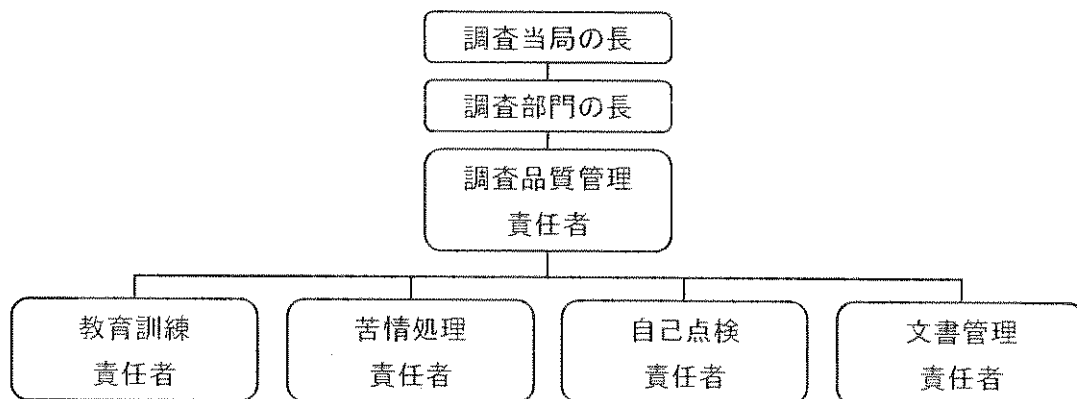 調査当局の長
調査部門の長
調査品質管理
責任者
教育訓練
責任者
苦情処理
責任者
自己点検
責任者
文書管理
責任者